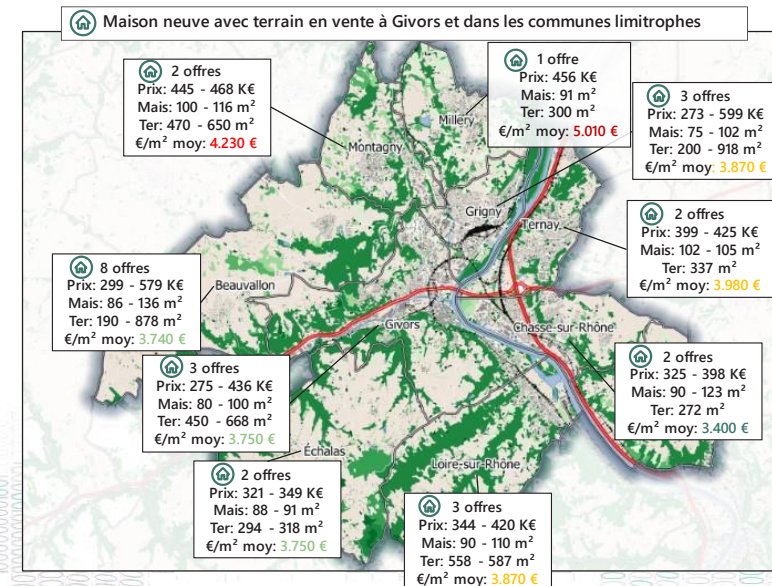 Maison neuve avec terrain en vente à Givors et dans les communes limitrophes
2 offres
Prix: 445 - 468 K€
Mais: 100 - 116 m²
Ter: 470 - 650 m²
€/m² moy: 4.230 €
1 offre
Prix: 456 K€
Mais: 91 m²
Ter: 300 m²
€/m² moy: 5.010 €
3 offres
Prix: 273 - 599 K€
Mais: 75 - 102 m²
Ter: 200 - 918 m²
€/m² moy: 3.870 €
Millery
Montagny
Grigny
Ternay
2 offres
Prix: 399 - 425 K€
Mais: 102 - 105 m²
Ter: 337 m²
€/m² moy: 3.980 €
8 offres
Prix: 299 - 579 K€
Mais: 86 - 136 m²
Ter: 190 - 878 m²
€/m² moy: 3.740 €
Beauvallon
Givors
Chasse-sur-Rhône
3 offres
Prix: 275 - 436 K€
Mais: 80 - 100 m²
Ter: 450 - 668 m²
€/m² moy: 3.750 €
2 offres
Prix: 325 - 398 K€
Mais: 90 - 123 m²
Ter: 272 m²
€/m² moy: 3.400 €
Échalas
Loire-sur-Rhône
2 offres
Prix: 321 - 349 K€
Mais: 88 - 91 m²
Ter: 294 - 318 m²
€/m² moy: 3.750 €
3 offres
Prix: 344 - 420 K€
Mais: 90 - 110 m²
Ter: 558 - 587 m²
€/m² moy: 3.870 €